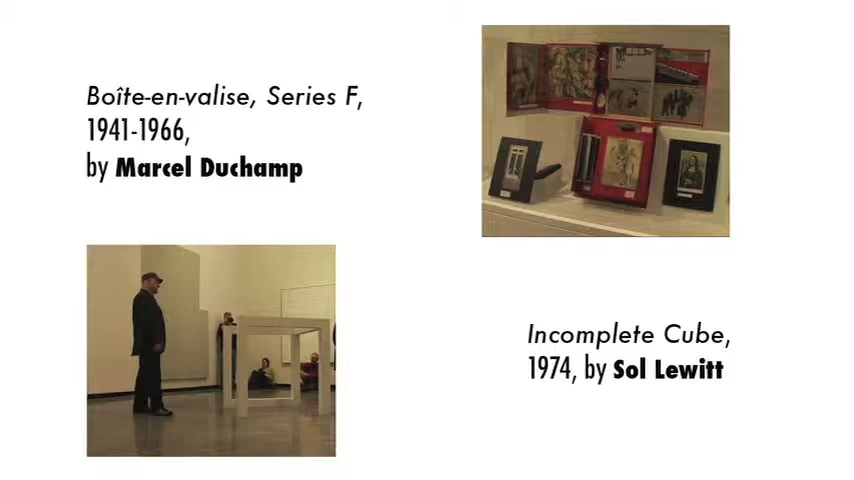 Boîte-en-valise, Series F,
1941-1966,
by Marcel Duchamp
Incomplete Cube,
1974, by Sol Lewitt